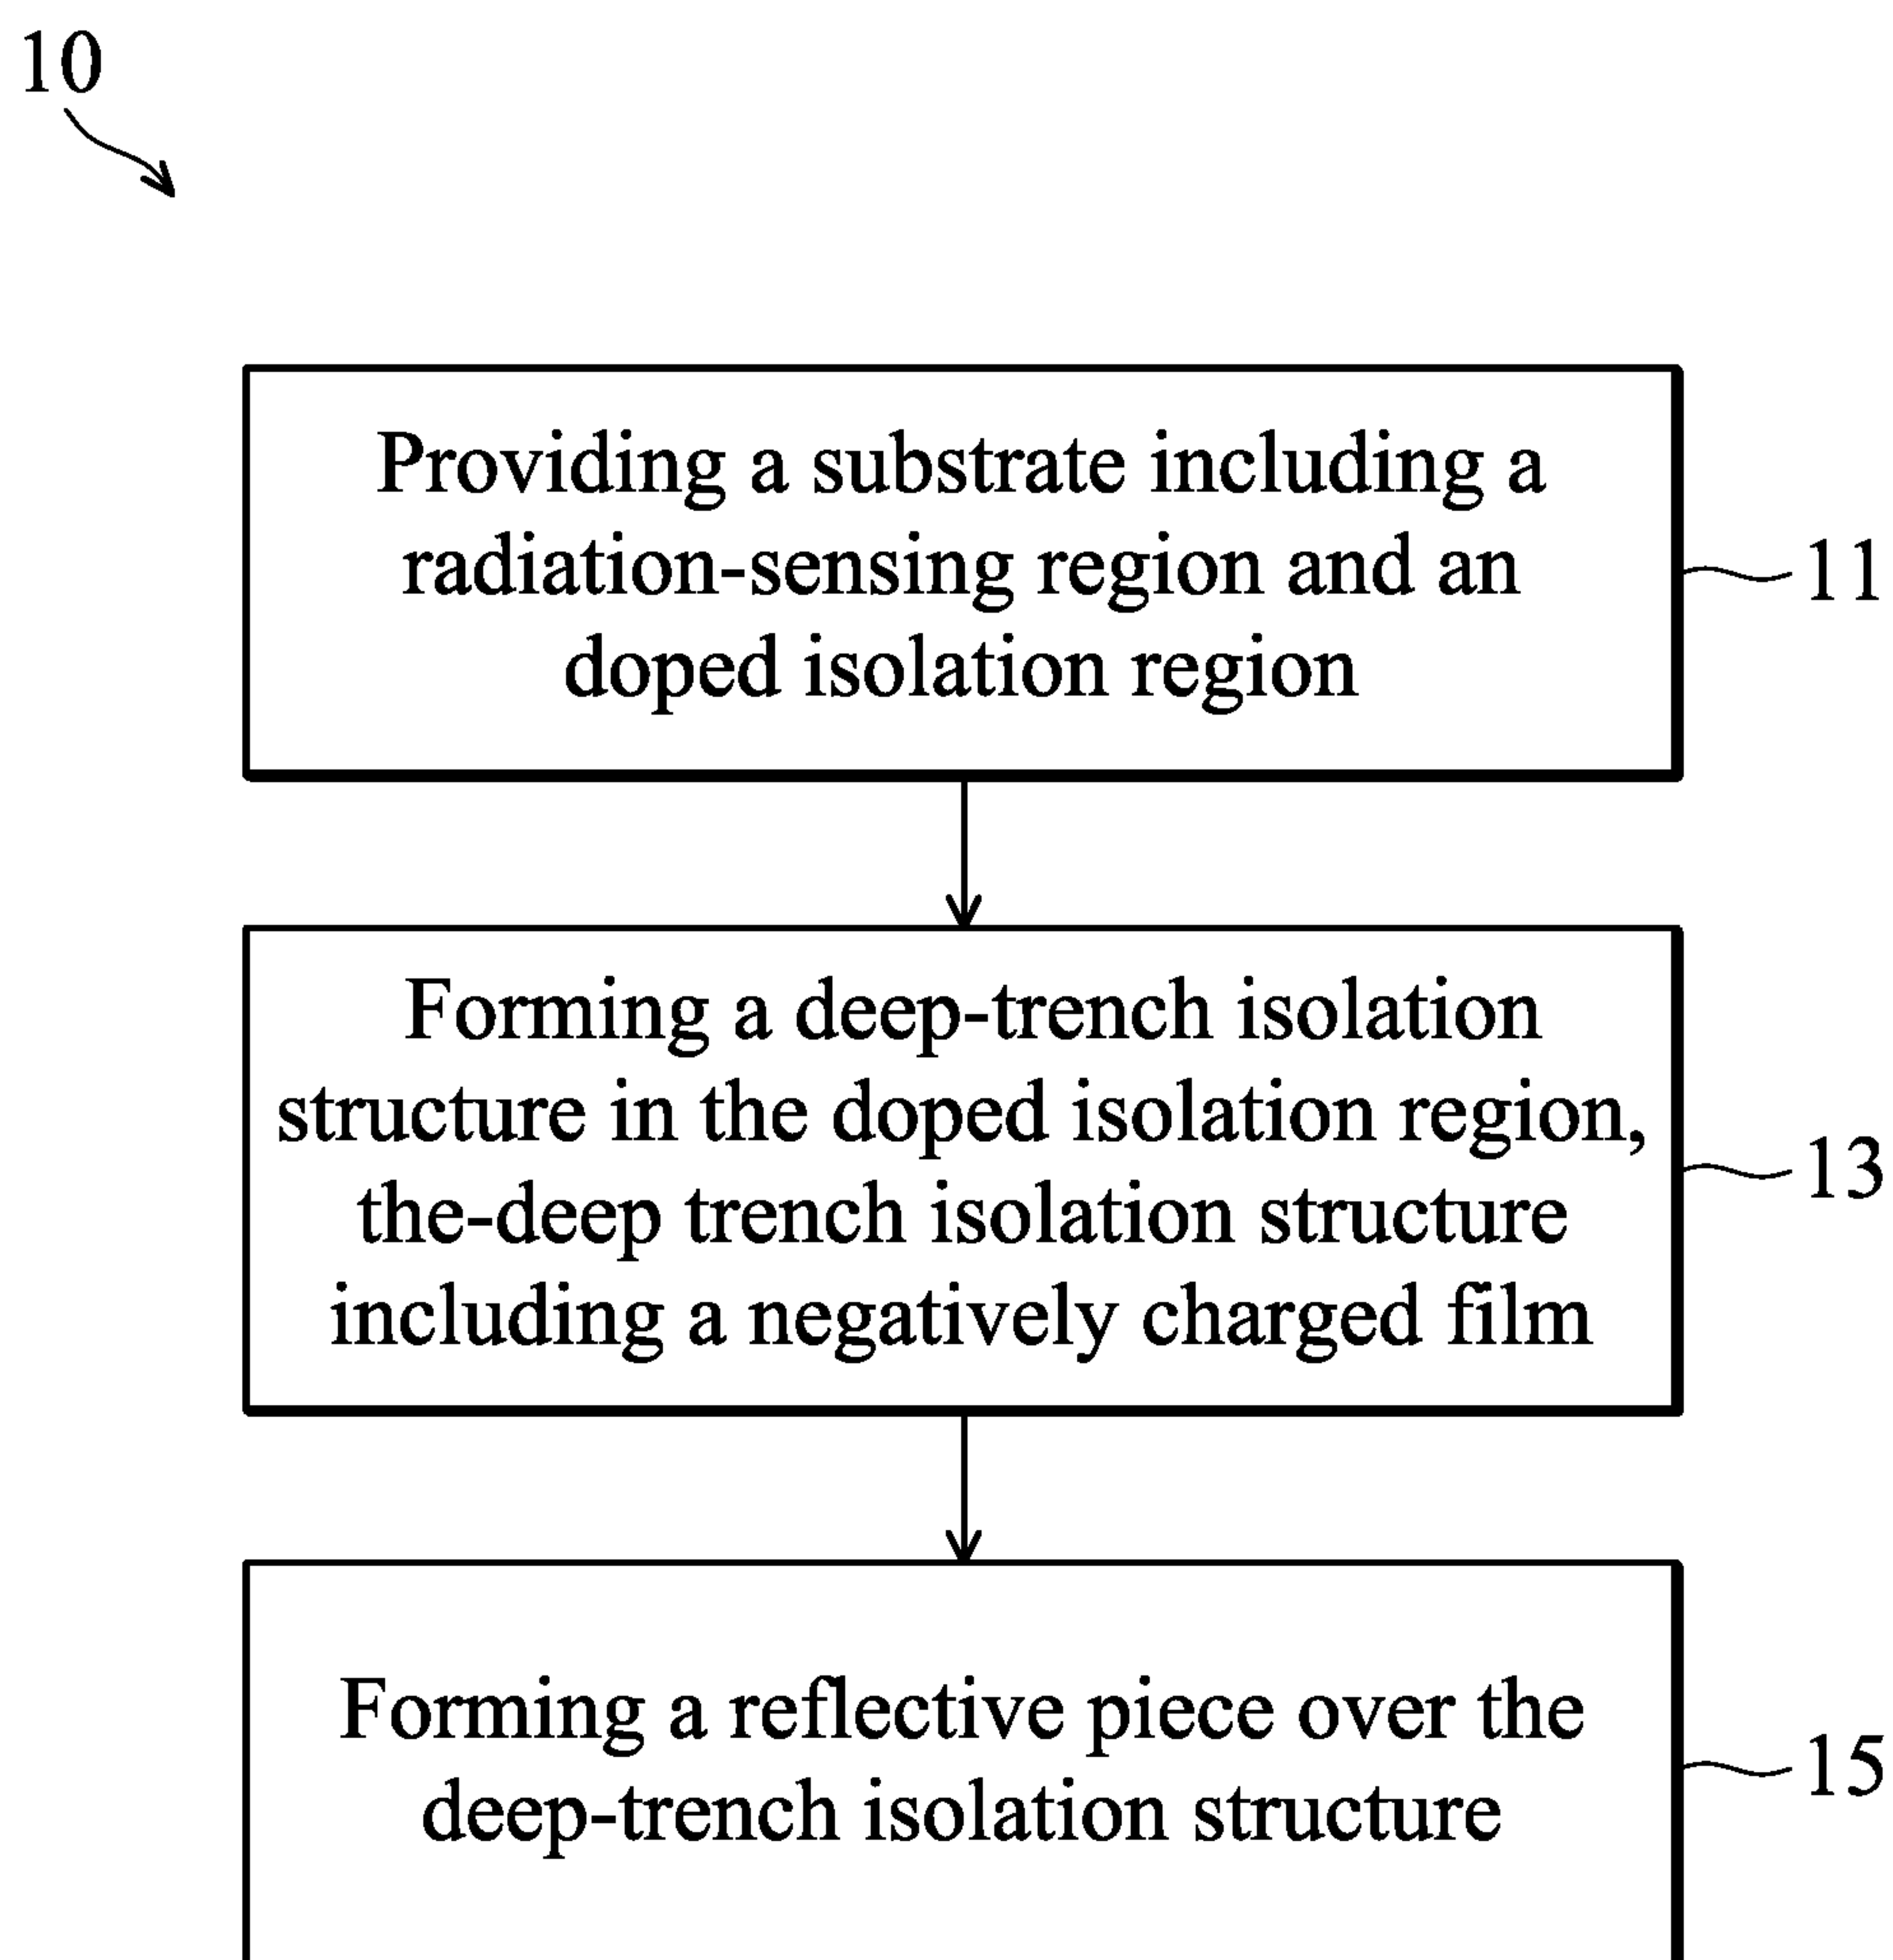 10
Providing a substrate including a
radiation-sensing region and an
doped isolation region
11
Forming a deep-trench isolation
structure in the doped isolation region,
the-deep trench isolation structure
including a negatively charged film
13
Forming a reflective piece over the
deep-trench isolation structure
15